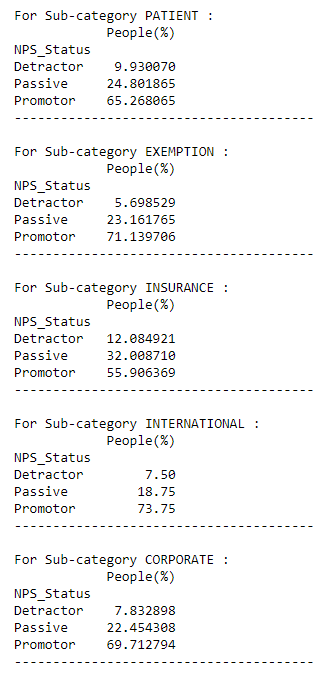 For Sub-category PATIENT :
People(%)
NPS_Status
Detractor 9.930070
Passive 24.801865
Promotor 65.268065
---------------------------------------
For Sub-category EXEMPTION :
People(%)
NPS_Status
Detractor 5.698529
Passive 23.161765
Promotor 71.139706
---------------------------------------
For Sub-category INSURANCE :
People(%)
NPS_Status
Detractor 12.084921
Passive 32.008710
Promotor 55.906369
---------------------------------------
For Sub-category INTERNATIONAL :
People(%)
NPS_Status
Detractor 7.50
Passive 18.75
Promotor 73.75
---------------------------------------
For Sub-category CORPORATE :
People(%)
NPS_Status
Detractor 7.832898
Passive 22.454308
Promotor 69.712794
---------------------------------------